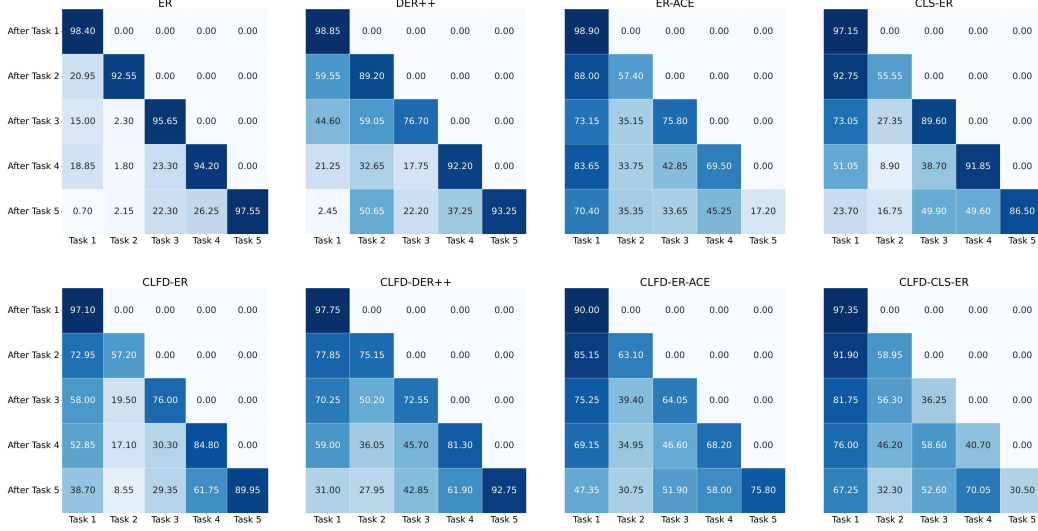 ER DER++ ER-ACE CLS-ER
After Task 1 98.40 0.00 0.00 0.00 0.00 98.85 0.00 0.00 0.00 0.00 98.90 0.00 0.00 0.00 0.00 97.15 0.00 0.00 0.00 0.00
After Task 2 20.95 92.55 0.00 0.00 0.00 59.55 89.20 0.00 0.00 0.00 88.00 57.40 0.00 0.00 0.00 92.75 55.55 0.00 0.00 0.00
After Task 3 15.00 2.30 95.65 0.00 0.00 44.60 59.05 76.70 0.00 0.00 73.15 35.15 75.80 0.00 0.00 73.05 27.35 89.60 0.00 0.00
After Task 4 18.85 1.80 23.30 94.20 0.00 21.25 32.65 17.75 92.20 0.00 83.65 33.75 42.85 69.50 0.00 51.05 8.90 38.70 91.85 0.00
After Task 5 0.70 2.15 22.30 26.25 97.55 2.45 50.65 22.20 37.25 93.25 70.40 35.35 33.65 45.25 17.20 23.70 16.75 49.90 49.60 86.50
Task 1 Task 2 Task 3 Task 4 Task 5 Task 1 Task 2 Task 3 Task 4 Task 5 Task 1 Task 2 Task 3 Task 4 Task 5 Task 1 Task 2 Task 3 Task 4 Task 5
CLFD-ER CLFD-DER++ CLFD-ER-ACE CLFD-CLS-ER
After Task 1 97.10 0.00 0.00 0.00 0.00 97.75 0.00 0.00 0.00 0.00 90.00 0.00 0.00 0.00 0.00 97.35 0.00 0.00 0.00 0.00
After Task 2 72.95 57.20 0.00 0.00 0.00 77.85 75.15 0.00 0.00 0.00 85.15 63.10 0.00 0.00 0.00 91.90 58.95 0.00 0.00 0.00
After Task 3 58.00 19.50 76.00 0.00 0.00 70.25 50.20 72.55 0.00 0.00 75.25 39.40 64.05 0.00 0.00 81.75 56.30 36.25 0.00 0.00
After Task 4 52.85 17.10 30.30 84.80 0.00 59.00 36.05 45.70 81.30 0.00 69.15 34.95 46.60 68.20 0.00 76.00 46.20 58.60 40.70 0.00
After Task 5 38.70 8.55 29.35 61.75 89.95 31.00 27.95 42.85 61.90 92.75 47.35 30.75 51.90 58.00 75.80 67.25 32.30 52.60 70.05 30.50
Task 1 Task 2 Task 3 Task 4 Task 5 Task 1 Task 2 Task 3 Task 4 Task 5 Task 1 Task 2 Task 3 Task 4 Task 5 Task 1 Task 2 Task 3 Task 4 Task 5